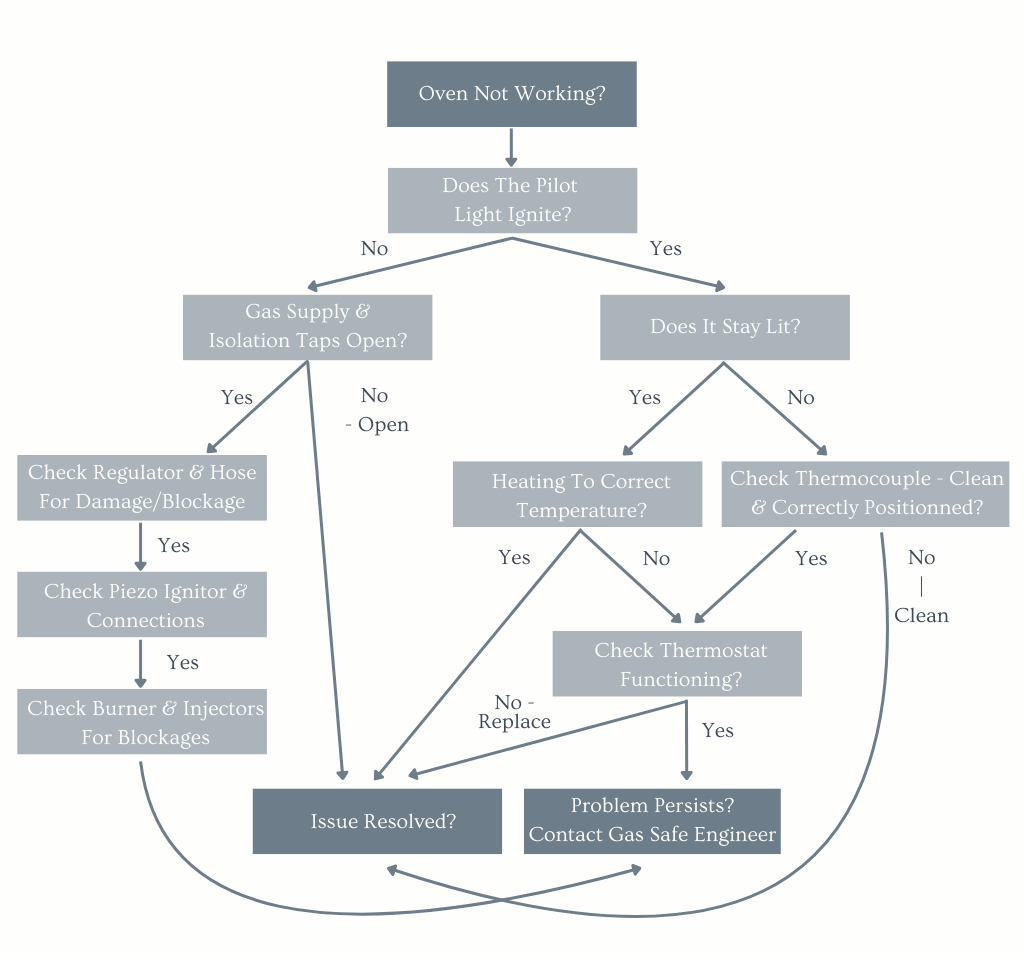 Oven Not Working?
Does The Pilot
Light Ignite?
No
Yes
Gas Supply &
Isolation Taps Open?
Does It Stay Lit?
Yes
No
- Open
Yes
No
Check Regulator & Hose
For Damage/Blockage
Heating To Correct
Temperature?
Check Thermocouple - Clean
& Correctly Positionned?
Yes
Yes
No
Yes
No
|
Clean
Check Piezo Ignitor &
Connections
Check Thermostat
Functioning?
Yes
No -
Replace
Yes
Check Burner & Injectors
For Blockages
Issue Resolved?
Problem Persists?
Contact Gas Safe Engineer